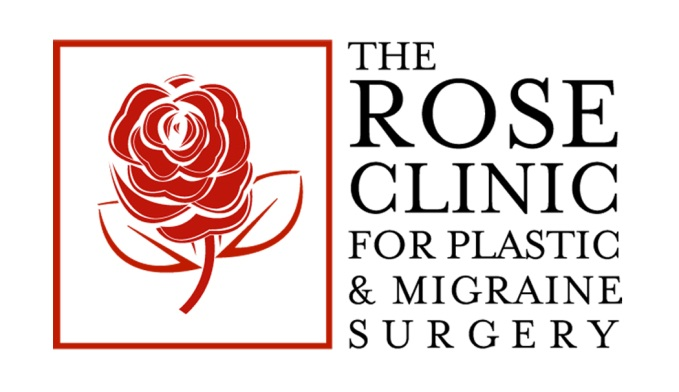 THE
ROSE
CLINIC
FOR PLASTIC
& MIGRAINE
SURGERY